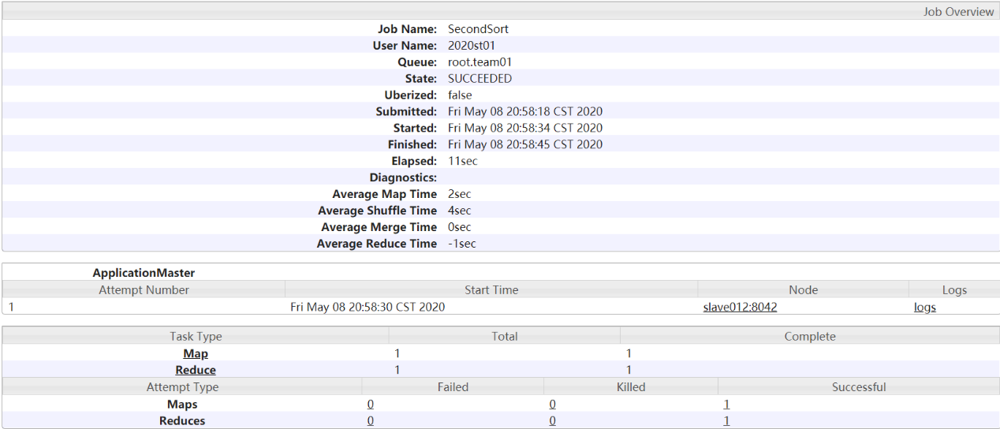 Job Overview
Job Name: SecondSort
User Name: 2020st01
Queue: root.team01
State: SUCCEEDED
Uberized: false
Submitted: Fri May 08 20:58:18 CST 2020
Started: Fri May 08 20:58:34 CST 2020
Finished: Fri May 08 20:58:45 CST 2020
Elapsed: 11sec
Diagnostics:
Average Map Time 2sec
Average Shuffle Time 4sec
Average Merge Time 0sec
Average Reduce Time -1sec
ApplicationMaster
Attempt Number Start Time Node Logs
1 Fri May 08 20:58:30 CST 2020 slave012:8042 logs
Task Type Total Complete
Map 1 1
Reduce 1 1
Attempt Type Failed Killed Successful
Maps 0 0 1
Reduces 0 0 1